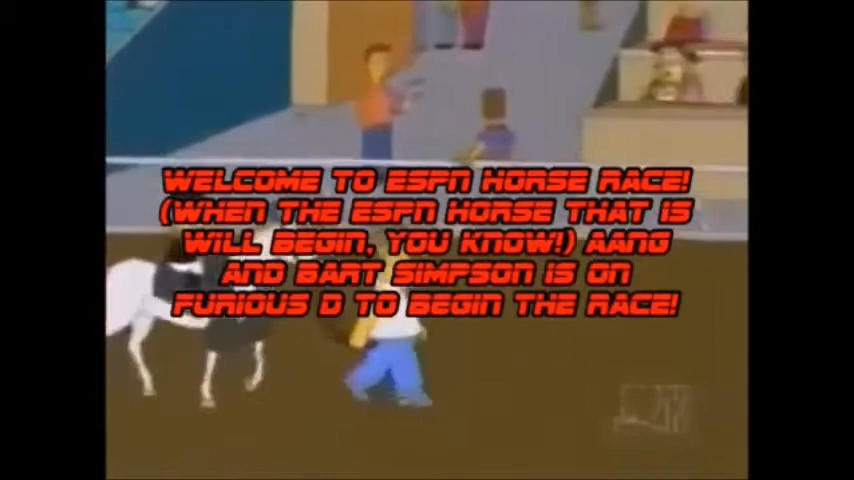 WELCOME TO ESPN HORSE RACE!
(WHEN THE ESPN HORSE THAT IS
WILL BEGIN, YOU KNOW!) AANG
AND BART SIMPSON IS ON
FURIOUS D TO BEGIN THE RACE!